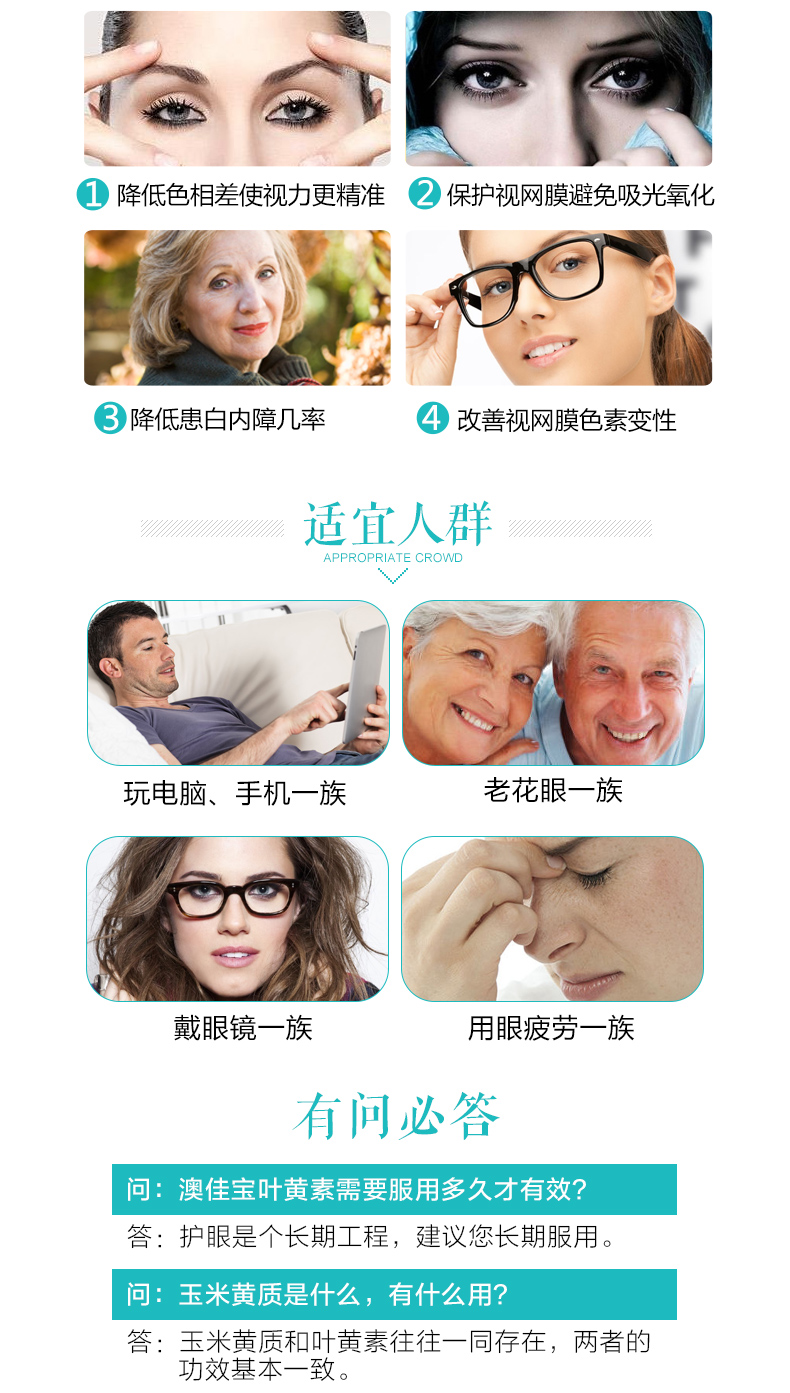 1 降低色相差使视力更精准
2 保护视网膜避免吸光氧化
3 降低患白内障几率
4 改善视网膜色素变性
适宜人群
APPROPRIATE CROWD
玩电脑、手机一族
老花眼一族
戴眼镜一族
用眼疲劳一族
有问必答
问：澳佳宝叶黄素需要服用多久才有效?
答：护眼是个长期工程，建议您长期服用。
问：玉米黄质是什么，有什么用?
答：玉米黄质和叶黄素往往一同存在，两者的
功效基本一致。